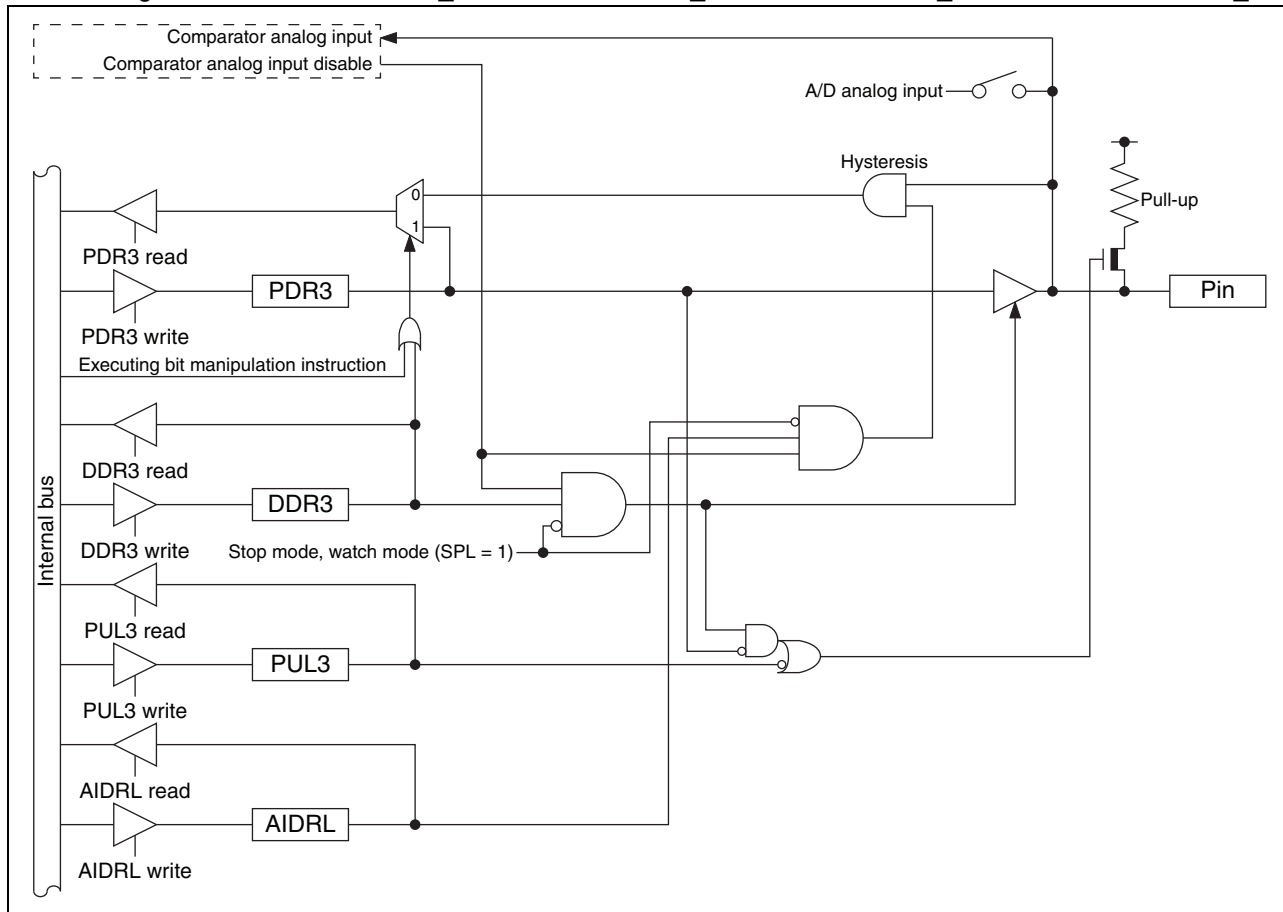 Comparator analog input
Comparator analog input disable
A/D analog input
Hysteresis
Pull-up
0
1
PDR3 read
PDR3
Pin
PDR3 write
Executing bit manipulation instruction
DDR3 read
DDR3
DDR3 write
Stop mode, watch mode (SPL = 1)
Internal bus
PUL3 read
PUL3
PUL3 write
AIDRL read
AIDRL
AIDRL write